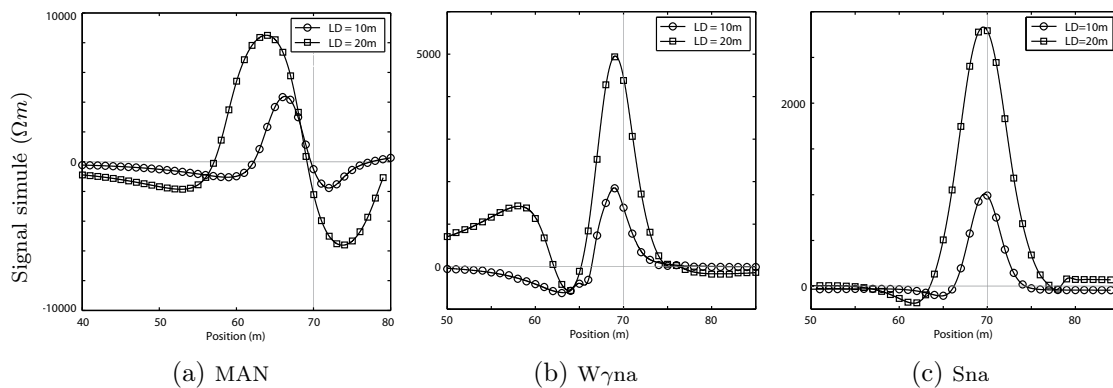 Signal simulé (Ωm)
10000
0
-10000
40 50 60 70 80
Position (m)
LD = 10m
LD = 20m
(a) MAN
5000
0
50 60 70 80
Position (m)
LD = 10m
LD = 20m
(b) Wγna
2000
0
50 60 70 80
Position (m)
LD=10m
LD=20m
(c) Sna